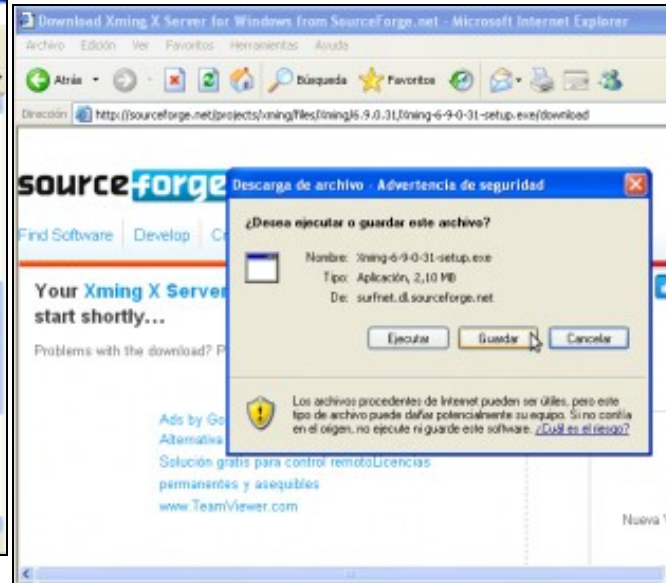 Download Xming X Server for Windows from SourceForge.net - Microsoft Internet Explorer
Archivo Edición Ver Favoritos Herramientas Ayuda
Atrás Búsqueda Favoritos
Dirección http://sourceforge.net/projects/xming/files/Xming/6.9.0.31/Xming-6-9-0-31-setup.exe/download
sourceforge
Find Software Develop
Descarga de archivo - Advertencia de seguridad
¿Desea ejecutar o guardar este archivo?
Nombre: Xming-6-9-0-31-setup.exe
Tipo: Aplicación, 2,10 MB
De: surfnet.dl.sourceforge.net
Ejecutar Guardar Cancelar
Los archivos procedentes de Internet pueden ser útiles, pero este
tipo de archivo puede dañar potencialmente su equipo. Si no confía
en el origen, no ejecute ni guarde este software. ¿Cuál es el riesgo?
Your Xming X Server
start shortly...
Problems with the download? P
Ads by Go
Alternativa
Solución gratis para control remotoLicencias
permanentes y asequibles
www.TeamViewer.com
Nueva